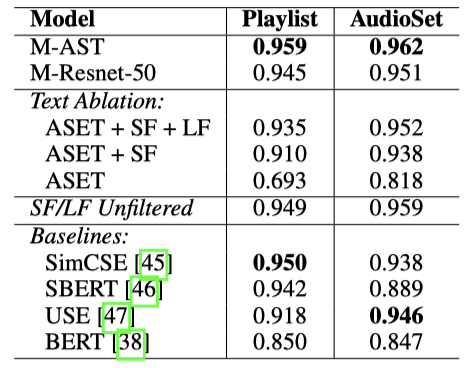 Model Playlist AudioSet
M-AST 0.959 0.962
M-Resnet-50 0.945 0.951
Text Ablation:
ASET + SF + LF 0.935 0.952
ASET + SF 0.910 0.938
ASET 0.693 0.818
SF/LF Unfiltered 0.949 0.959
Baselines:
SimCSE [45] 0.950 0.938
SBERT [46] 0.942 0.889
USE [47] 0.918 0.946
BERT [38] 0.850 0.847